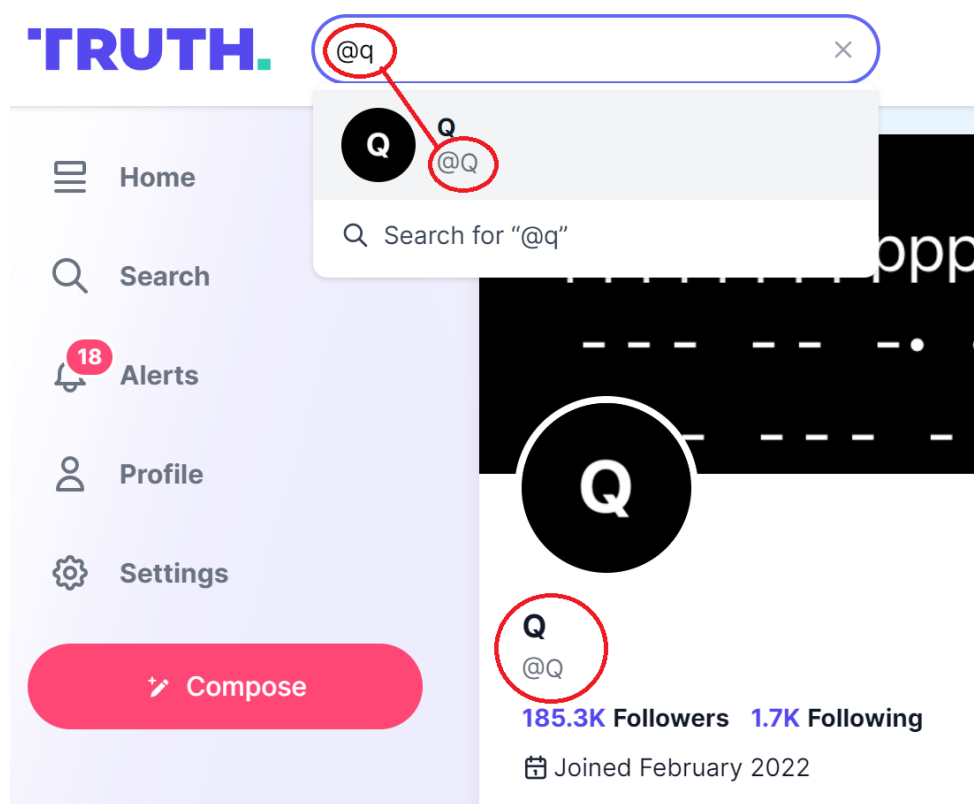 TRUTH.
@q
Q
Q
@Q
Search for “@q”
Home
Search
18
Alerts
Profile
Settings
Compose
ppp
Q
Q
@Q
185.3K Followers 1.7K Following
Joined February 2022